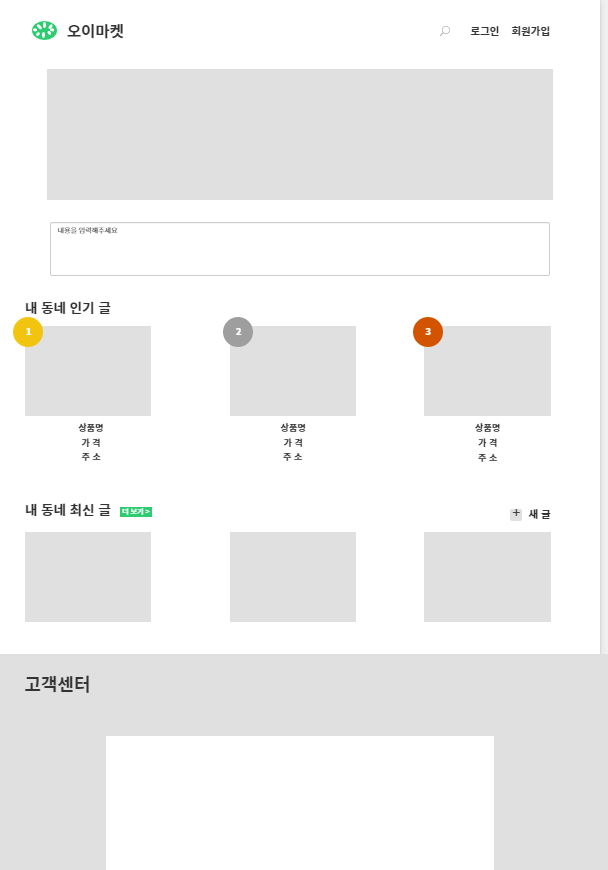 오이마켓
로그인 회원가입
내용을 입력해주세요
내 동네 인기 글
1 2 3
상품명 상품명 상품명
가 격 가 격 가 격
주 소 주 소 주 소
내 동네 최신 글 더 보기 > + 새 글
고객센터